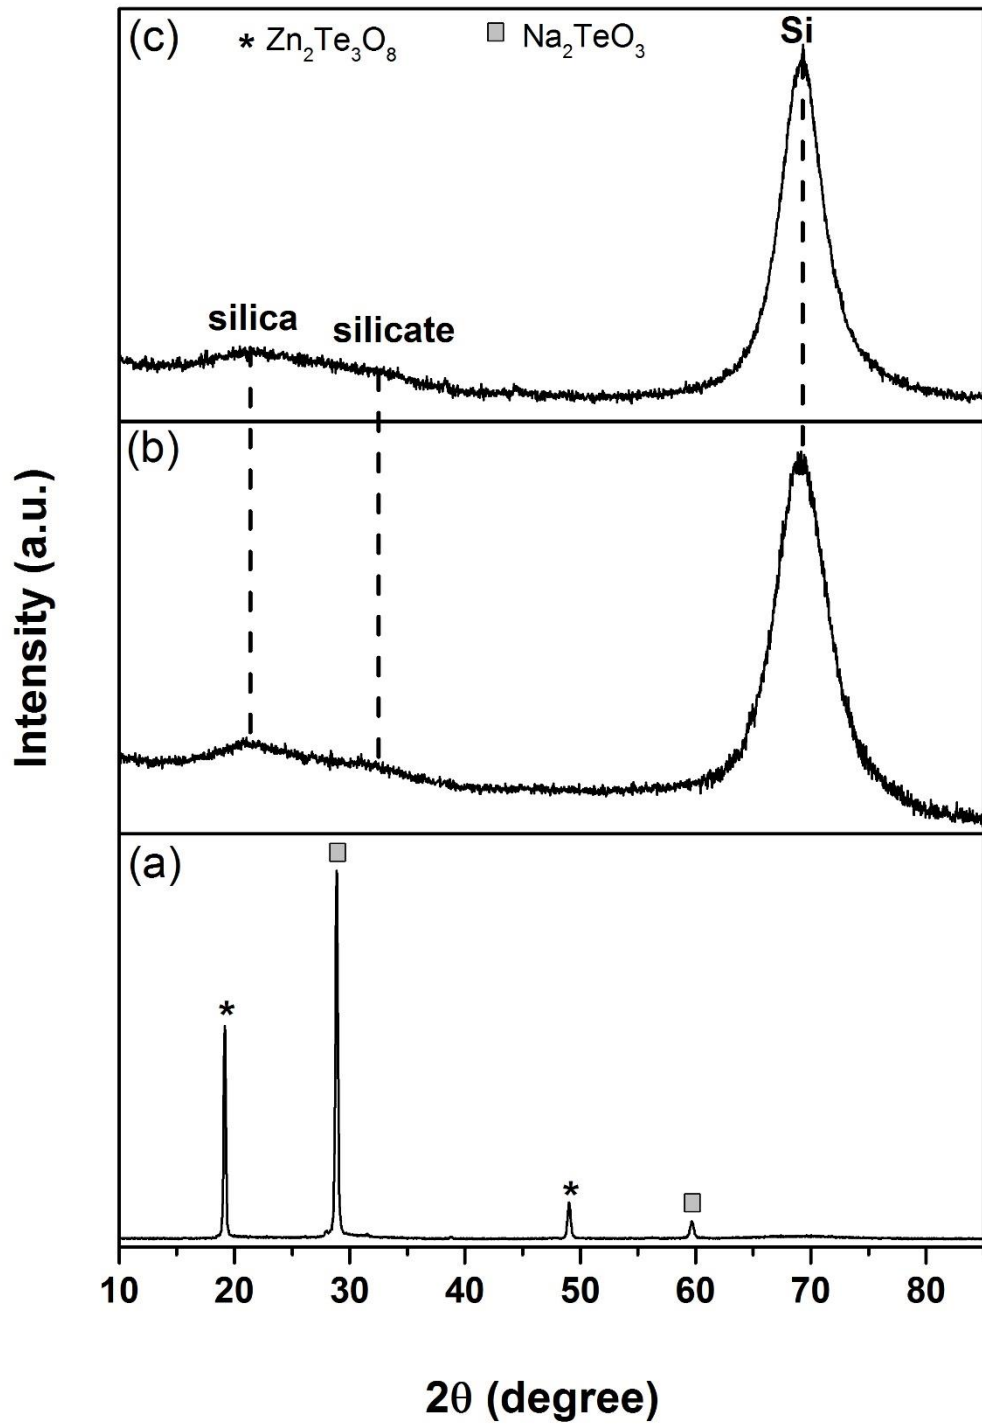 (c) * Zn₂Te₃O₈ Na₂TeO₃ Si
silica silicate
(b)
(a)
*
*
10 20 30 40 50 60 70 80
2θ (degree)
Intensity (a.u.)